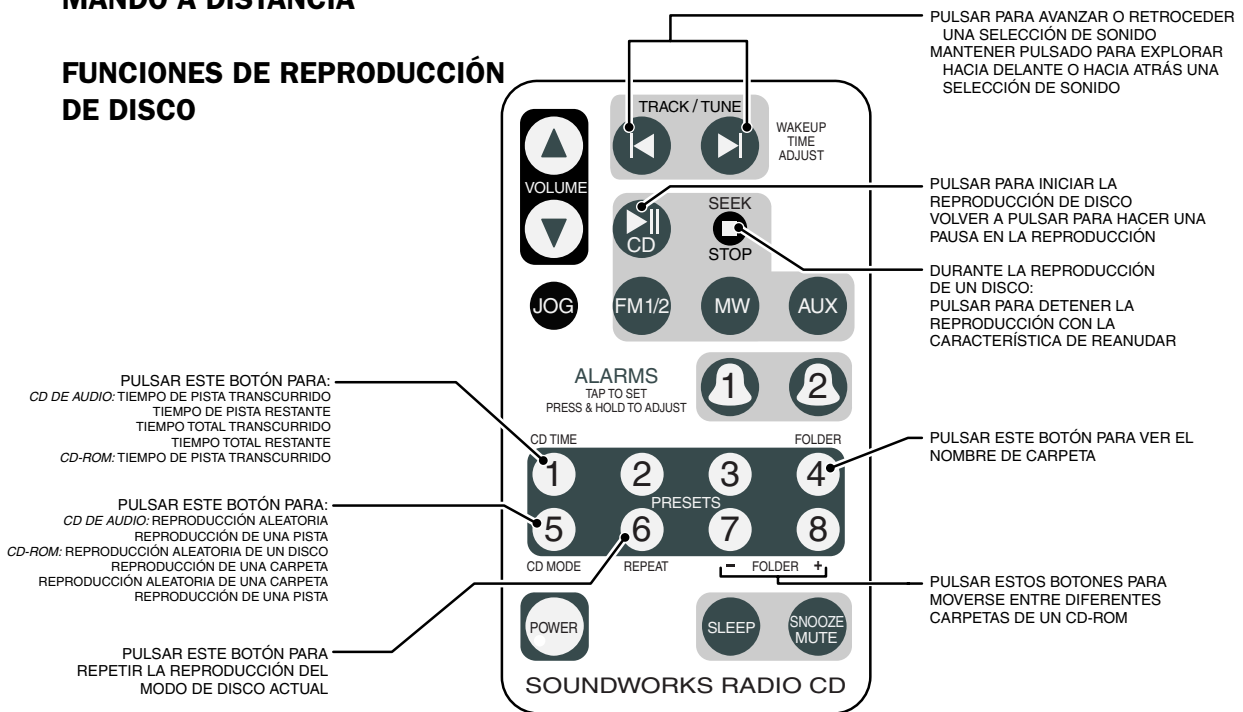 MANDO A DISTANCIA
FUNCIONES DE REPRODUCCIÓN
DE DISCO
PULSAR PARA AVANZAR O RETROCEDER
UNA SELECCIÓN DE SONIDO
MANTENER PULSADO PARA EXPLORAR
HACIA DELANTE O HACIA ATRÁS UNA
SELECCIÓN DE SONIDO
TRACK / TUNE
WAKEUP
TIME
ADJUST
VOLUME
CD
SEEK
STOP
PULSAR PARA INICIAR LA
REPRODUCCIÓN DE DISCO
VOLVER A PULSAR PARA HACER UNA
PAUSA EN LA REPRODUCCIÓN
DURANTE LA REPRODUCCIÓN
DE UN DISCO:
PULSAR PARA DETENER LA
REPRODUCCIÓN CON LA
CARACTERÍSTICA DE REANUDAR
JOG
FM1/2
MW
AUX
ALARMS
TAP TO SET
PRESS & HOLD TO ADJUST
1
2
PULSAR ESTE BOTÓN PARA:
CD DE AUDIO: TIEMPO DE PISTA TRANSCURRIDO
TIEMPO DE PISTA RESTANTE
TIEMPO TOTAL TRANSCURRIDO
TIEMPO TOTAL RESTANTE
CD-ROM: TIEMPO DE PISTA TRANSCURRIDO
CD TIME
FOLDER
1
2
3
4
PRESETS
5
6
7
8
CD MODE
REPEAT
– FOLDER +
PULSAR ESTE BOTÓN PARA VER EL
NOMBRE DE CARPETA
PULSAR ESTE BOTÓN PARA:
CD DE AUDIO: REPRODUCCIÓN ALEATORIA
REPRODUCCIÓN DE UNA PISTA
CD-ROM: REPRODUCCIÓN ALEATORIA DE UN DISCO
REPRODUCCIÓN DE UNA CARPETA
REPRODUCCIÓN ALEATORIA DE UNA CARPETA
REPRODUCCIÓN DE UNA PISTA
PULSAR ESTOS BOTONES PARA
MOVERSE ENTRE DIFERENTES
CARPETAS DE UN CD-ROM
PULSAR ESTE BOTÓN PARA
REPETIR LA REPRODUCCIÓN DEL
MODO DE DISCO ACTUAL
POWER
SLEEP
SNOOZE
MUTE
SOUNDWORKS RADIO CD